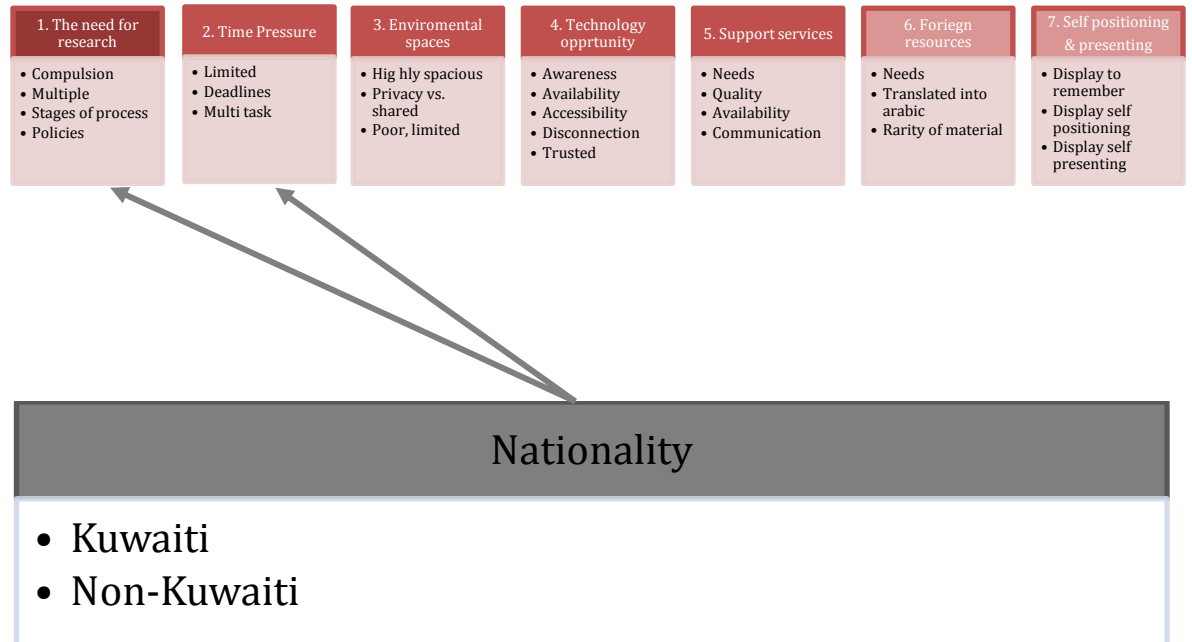 1. The need for
research
• Compulsion
• Multiple
• Stages of process
• Policies
2. Time Pressure
• Limited
• Deadlines
• Multi task
3. Enviromental
spaces
• Hig hly spacious
• Privacy vs.
shared
• Poor, limited
4. Technology
opprtunity
• Awareness
• Availability
• Accessibility
• Disconnection
• Trusted
5. Support services
• Needs
• Quality
• Availability
• Communication
6. Foriegn
resources
• Needs
• Translated into
arabic
• Rarity of material
7. Self positioning
& presenting
• Display to
remember
• Display self
positioning
• Display self
presenting
Nationality
• Kuwaiti
• Non-Kuwaiti